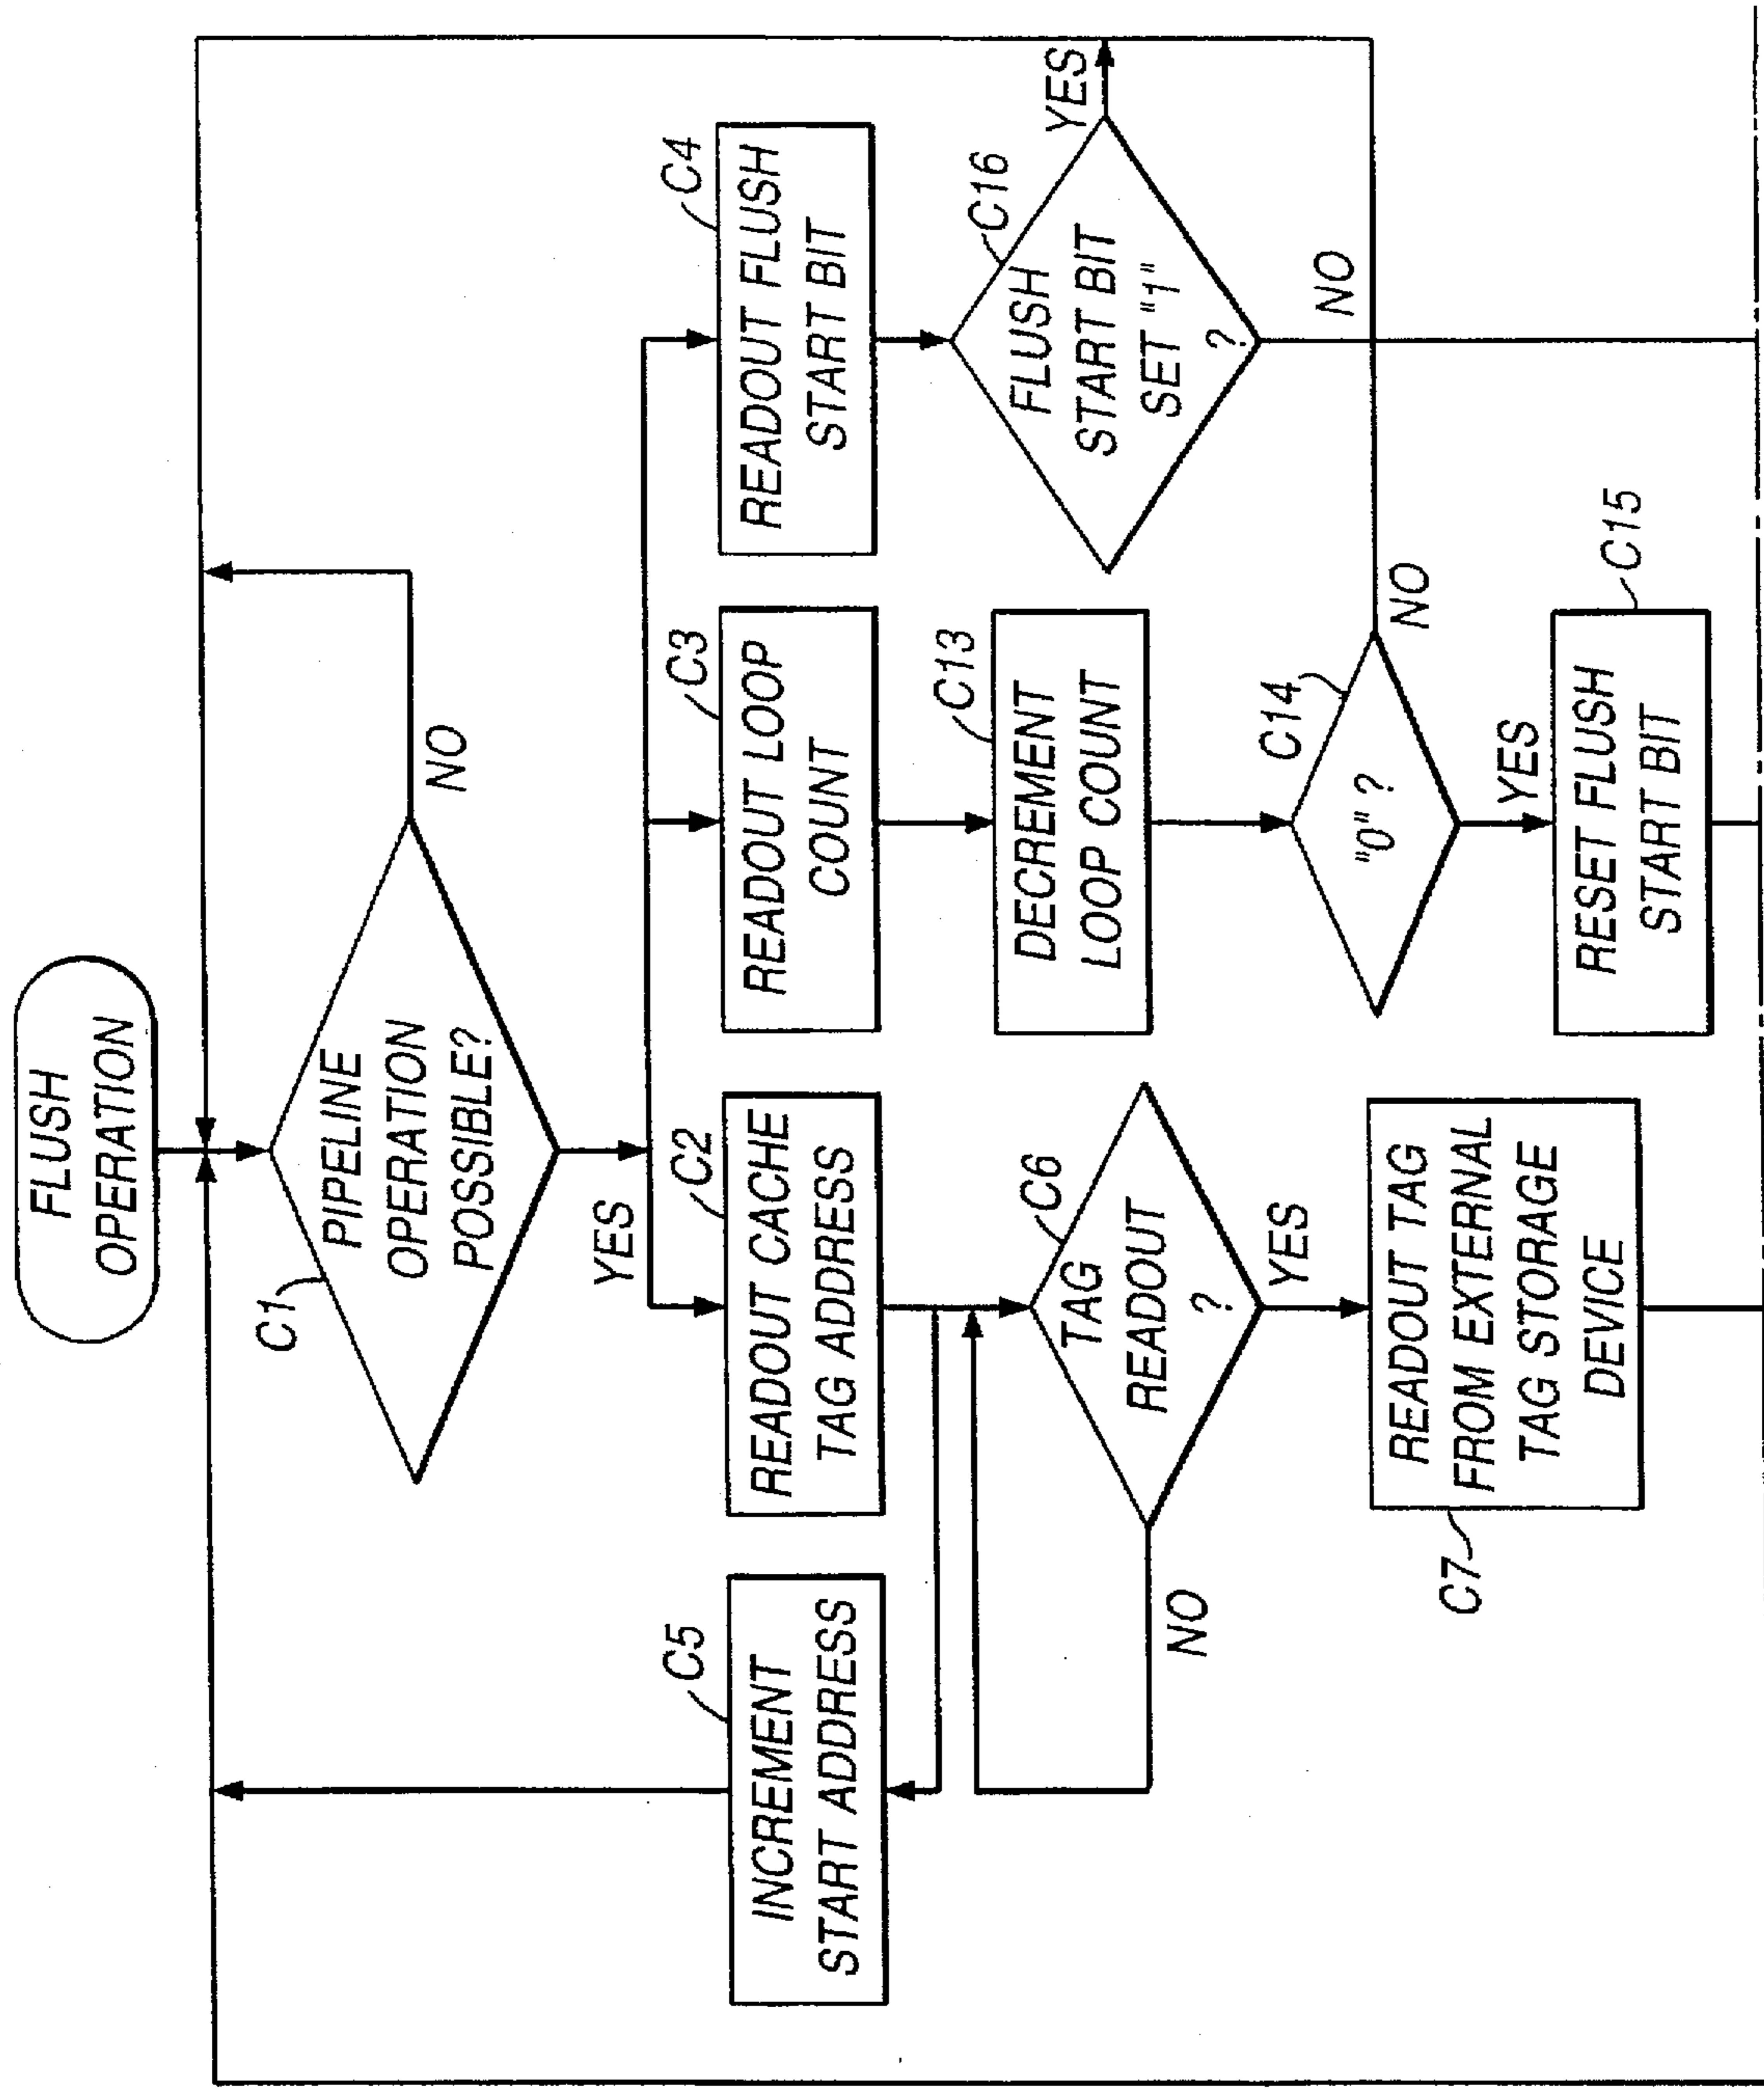 FLUSH
OPERATION
C1
PIPELINE
OPERATION
POSSIBLE?
NO
YES
C5
INCREMENT
START ADDRESS
C2
READOUT CACHE
TAG ADDRESS
C3
READOUT LOOP
COUNT
C4
READOUT FLUSH
START BIT
C6
TAG
READOUT
?
NO
YES
C13
DECREMENT
LOOP COUNT
C16
FLUSH
START BIT
SET "1"
?
YES
NO
C14
"0" ?
NO
YES
C7
READOUT TAG
FROM EXTERNAL
TAG STORAGE
DEVICE
C15
RESET FLUSH
START BIT